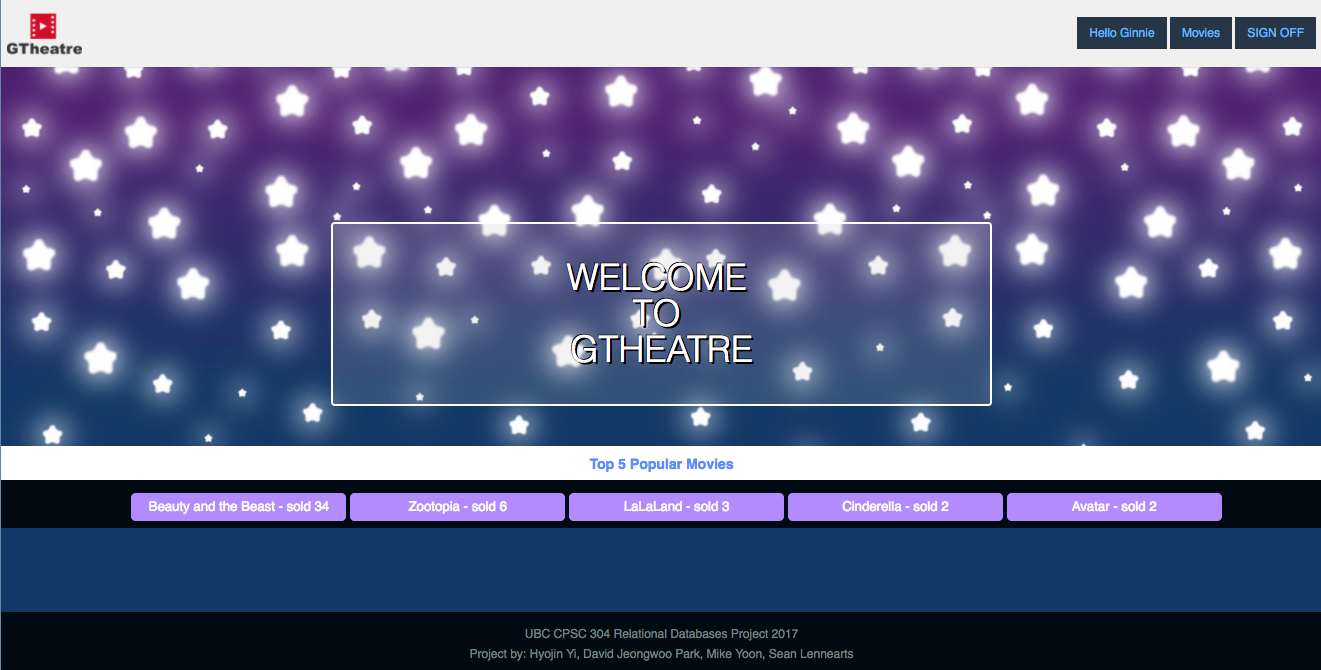 GTheatre
Hello Ginnie
Movies
SIGN OFF
WELCOME
TO
GTHEATRE
Top 5 Popular Movies
Beauty and the Beast - sold 34
Zootopia - sold 6
LaLaLand - sold 3
Cinderella - sold 2
Avatar - sold 2
UBC CPSC 304 Relational Databases Project 2017
Project by: Hyojin Yi, David Jeongwoo Park, Mike Yoon, Sean Lennearts